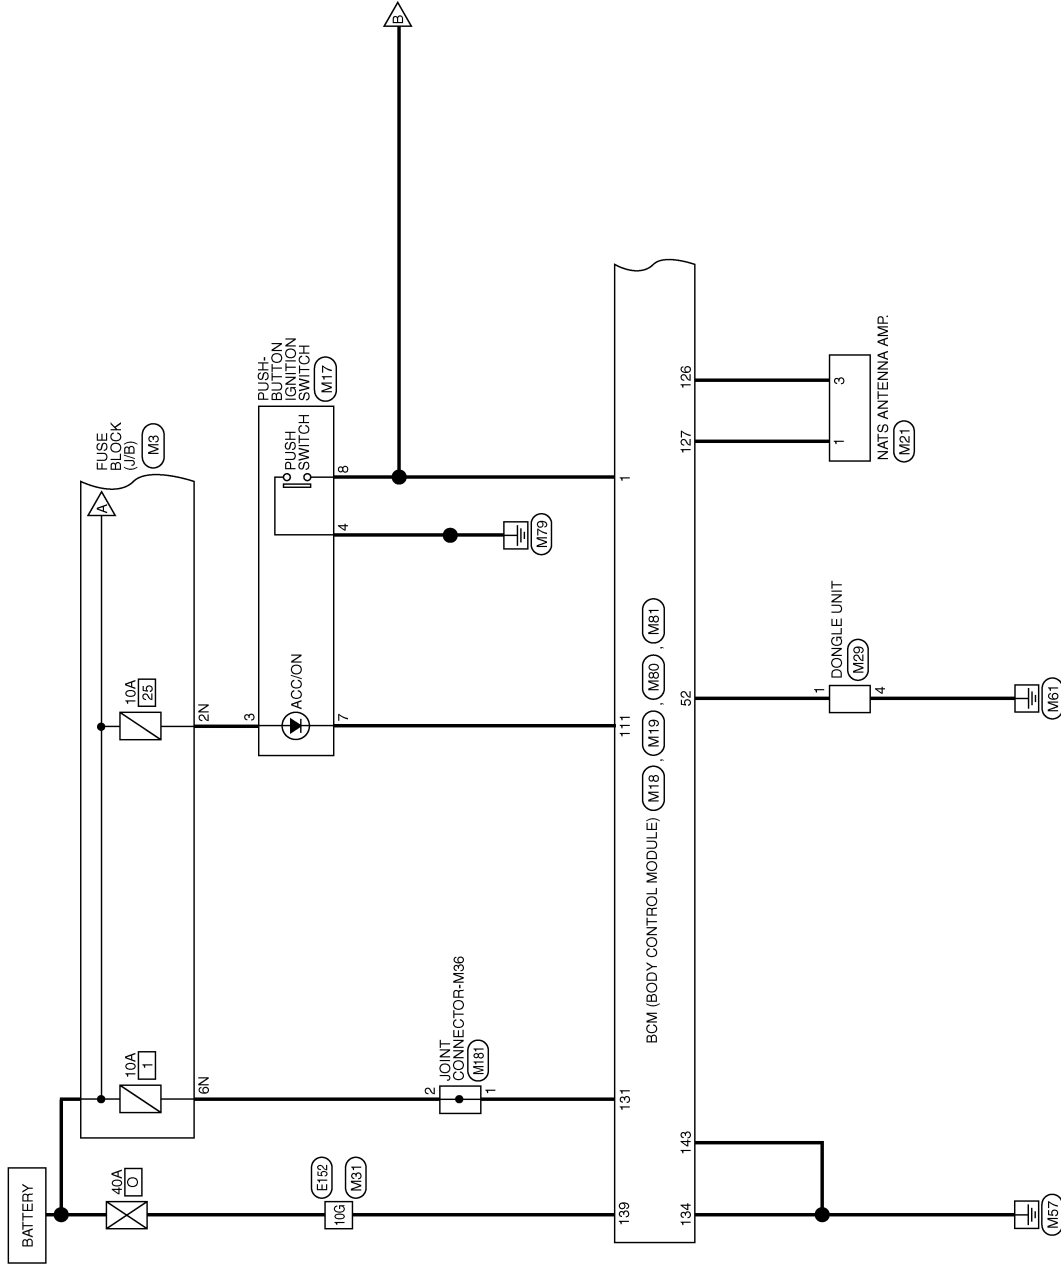 BATTERY
40A
O
E152
10G
M31
139
10A
1
6N
2
JOINT
CONNECTOR-M36
M181
1
131
10A
25
2N
A
FUSE
BLOCK
(J/B)
M3
3
ACC/ON
7
111
PUSH
SWITCH
PUSH-
BUTTON
IGNITION
SWITCH
M17
4
8
M79
B
1
BCM (BODY CONTROL MODULE) M18 , M19 , M80 , M81
134
143
M57
52
1
DONGLE UNIT
M29
4
M61
127
126
1
3
NATS ANTENNA AMP.
M21